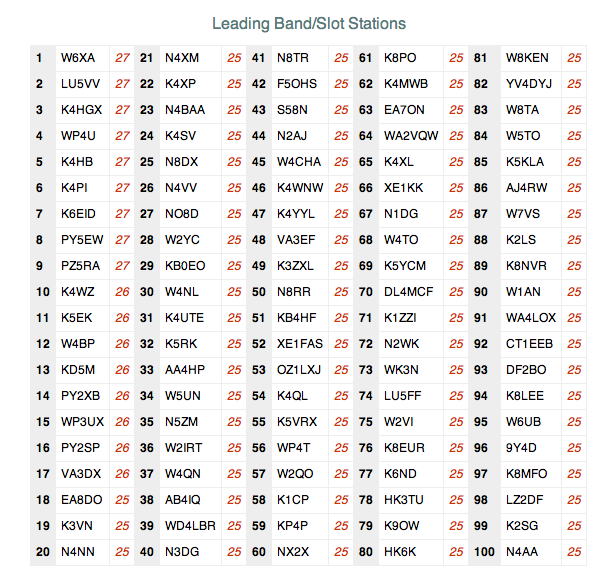 Leading Band/Slot Stations
1 W6XA 27 21 N4XM 25 41 N8TR 25 61 K8PO 25 81 W8KEN 25
2 LU5VV 27 22 K4XP 25 42 F5OHS 25 62 K4MWB 25 82 YV4DYJ 25
3 K4HGX 27 23 N4BAA 25 43 S58N 25 63 EA7ON 25 83 W8TA 25
4 WP4U 27 24 K4SV 25 44 N2AJ 25 64 WA2VQW 25 84 W5TO 25
5 K4HB 27 25 N8DX 25 45 W4CHA 25 65 K4XL 25 85 K5KLA 25
6 K4PI 27 26 N4VV 25 46 K4WNW 25 66 XE1KK 25 86 AJ4RW 25
7 K6EID 27 27 NO8D 25 47 K4YYL 25 67 N1DG 25 87 W7VS 25
8 PY5EW 27 28 W2YC 25 48 VA3EF 25 68 W4TO 25 88 K2LS 25
9 PZ5RA 27 29 KB0EO 25 49 K3ZXL 25 69 K5YCM 25 89 K8NVR 25
10 K4WZ 26 30 W4NL 25 50 N8RR 25 70 DL4MCF 25 90 W1AN 25
11 K5EK 26 31 K4UTE 25 51 KB4HF 25 71 K1ZZI 25 91 WA4LOX 25
12 W4BP 26 32 K5RK 25 52 XE1FAS 25 72 N2WK 25 92 CT1EEB 25
13 KD5M 26 33 AA4HP 25 53 OZ1LXJ 25 73 WK3N 25 93 DF2BO 25
14 PY2XB 26 34 W5UN 25 54 K4QL 25 74 LU5FF 25 94 K8LEE 25
15 WP3UX 26 35 N5ZM 25 55 K5VRX 25 75 W2VI 25 95 W6UB 25
16 PY2SP 26 36 W2IRT 25 56 WP4T 25 76 K8EUR 25 96 9Y4D 25
17 VA3DX 26 37 W4QN 25 57 W2QO 25 77 K6ND 25 97 K8MFO 25
18 EA8DO 25 38 AB4IQ 25 58 K1CP 25 78 HK3TU 25 98 LZ2DF 25
19 K3VN 25 39 WD4LBR 25 59 KP4P 25 79 K9OW 25 99 K2SG 25
20 N4NN 25 40 N3DG 25 60 NX2X 25 80 HK6K 25 100 N4AA 25